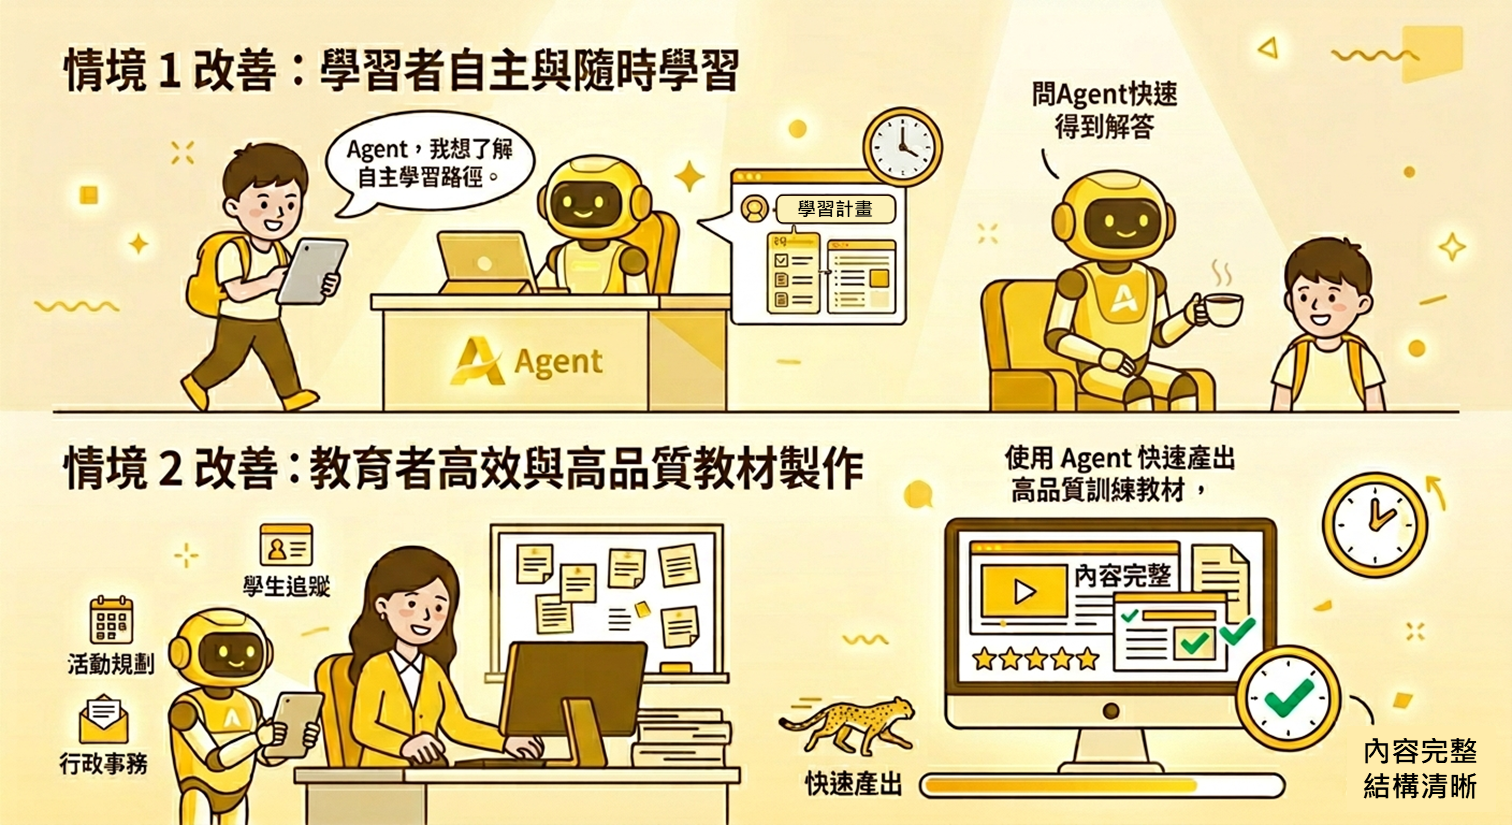 情境 1 改善：學習者自主與隨時學習
Agent，我想了解
自主學習路徑。
學習計畫
Agent
問Agent快速
得到解答
情境 2 改善：教育者高效與高品質教材製作
學生追蹤
活動規劃
行政事務
使用 Agent 快速產出
高品質訓練教材，
內容完整
快速產出
內容完整
結構清晰